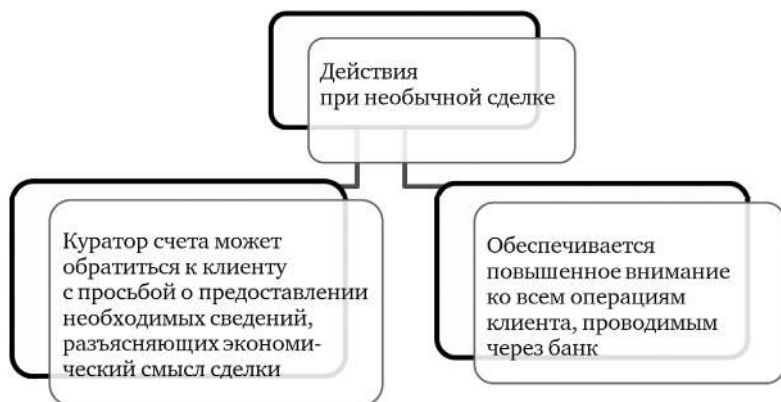 Действия
при необычной сделке
Куратор счета может
обратиться к клиенту
с просьбой о предоставлении
необходимых сведений,
разъясняющих экономи-
ческий смысл сделки
Обеспечивается
повышенное внимание
ко всем операциям
клиента, проводимым
через банк